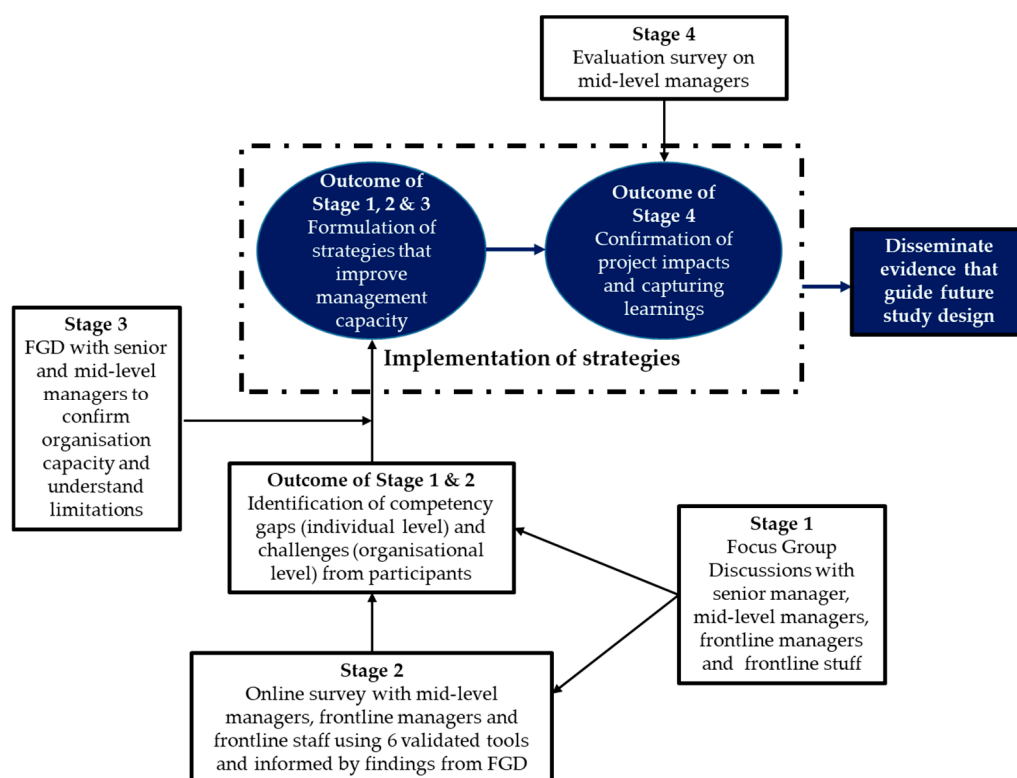 Stage 4
Evaluation survey on
mid-level managers
Outcome of
Stage 1, 2 & 3
Formulation of
strategies that
improve
management
capacity
Outcome of
Stage 4
Confirmation of
project impacts
and capturing
learnings
Disseminate
evidence that
guide future
study design
Implementation of strategies
Stage 3
FGD with senior
and mid-level
managers to
confirm
organisation
capacity and
understand
limitations
Outcome of Stage 1 & 2
Identification of competency
gaps (individual level) and
challenges (organisational
level) from participants
Stage 1
Focus Group
Discussions with
senior manager,
mid-level managers,
frontline managers
and frontline stuff
Stage 2
Online survey with mid-level
managers, frontline managers and
frontline staff using 6 validated tools
and informed by findings from FGD